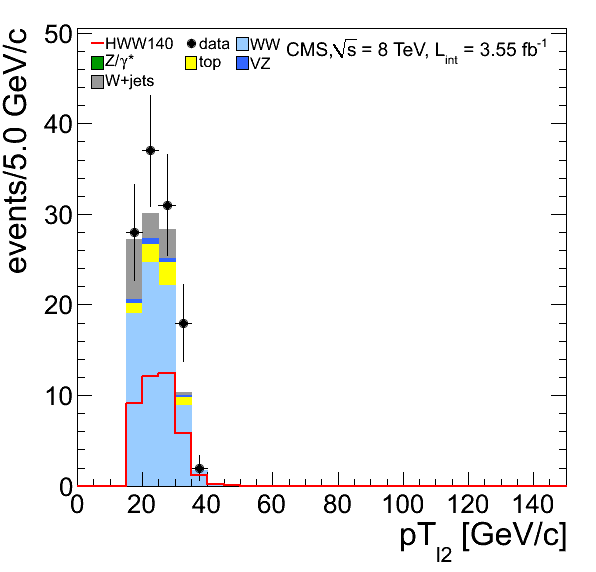 HWW140 data WW
Z/γ* top VZ
W+jets
CMS,√s = 8 TeV, L_int = 3.55 fb⁻¹
events/5.0 GeV/c
50
40
30
20
10
0
0 20 40 60 80 100 120 140
pT_l2 [GeV/c]